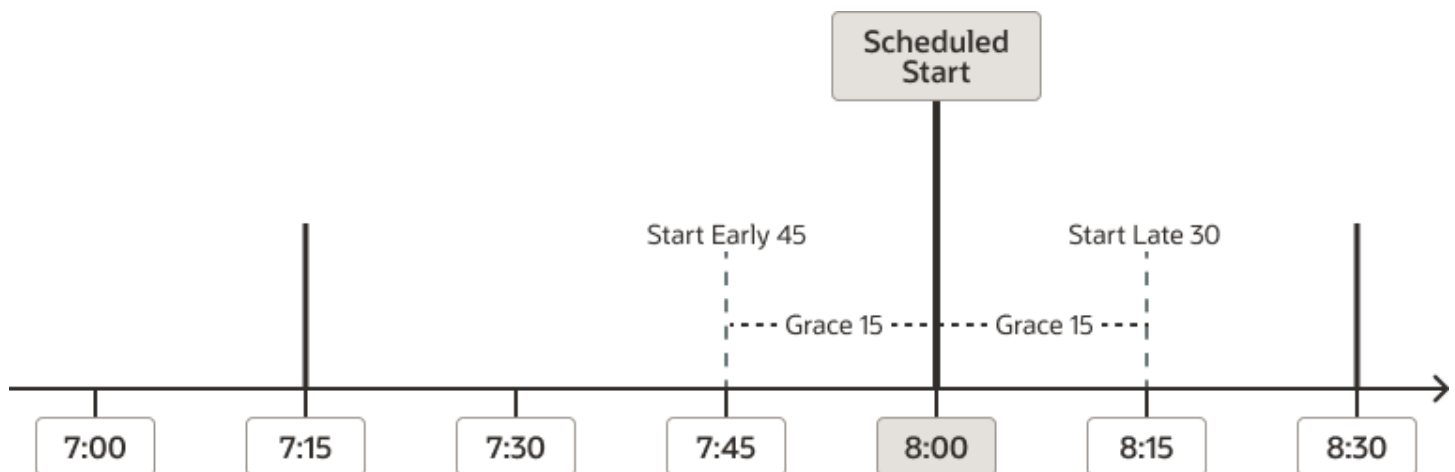 Scheduled
Start
Start Early 45
Start Late 30
Grace 15
Grace 15
7:00
7:15
7:30
7:45
8:00
8:15
8:30